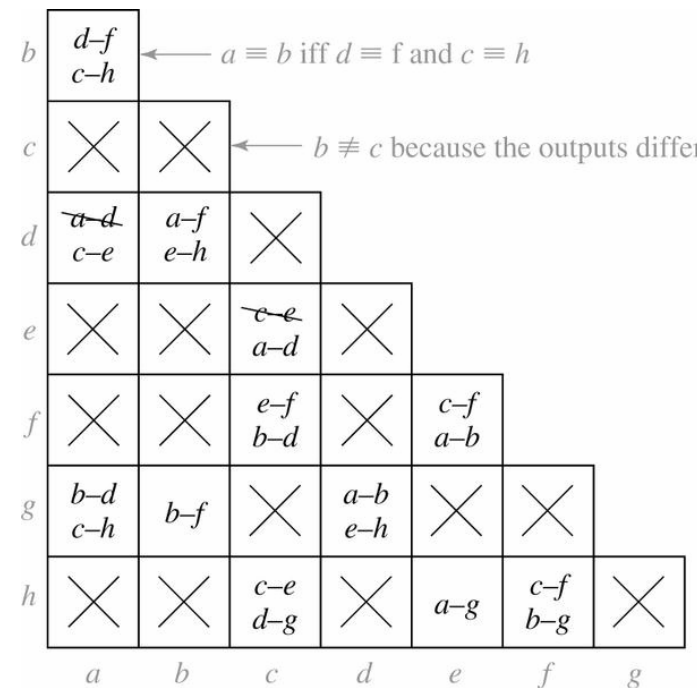 b d–f
c–h
a ≡ b iff d ≡ f and c ≡ h
c
b ≢ c because the outputs differ
d a–d a–f
c–e e–h
e c–e
a–d
f e–f c–f
b–d a–b
g b–d b–f a–b
c–h e–h
h c–e a–g c–f
d–g b–g
a b c d e f g